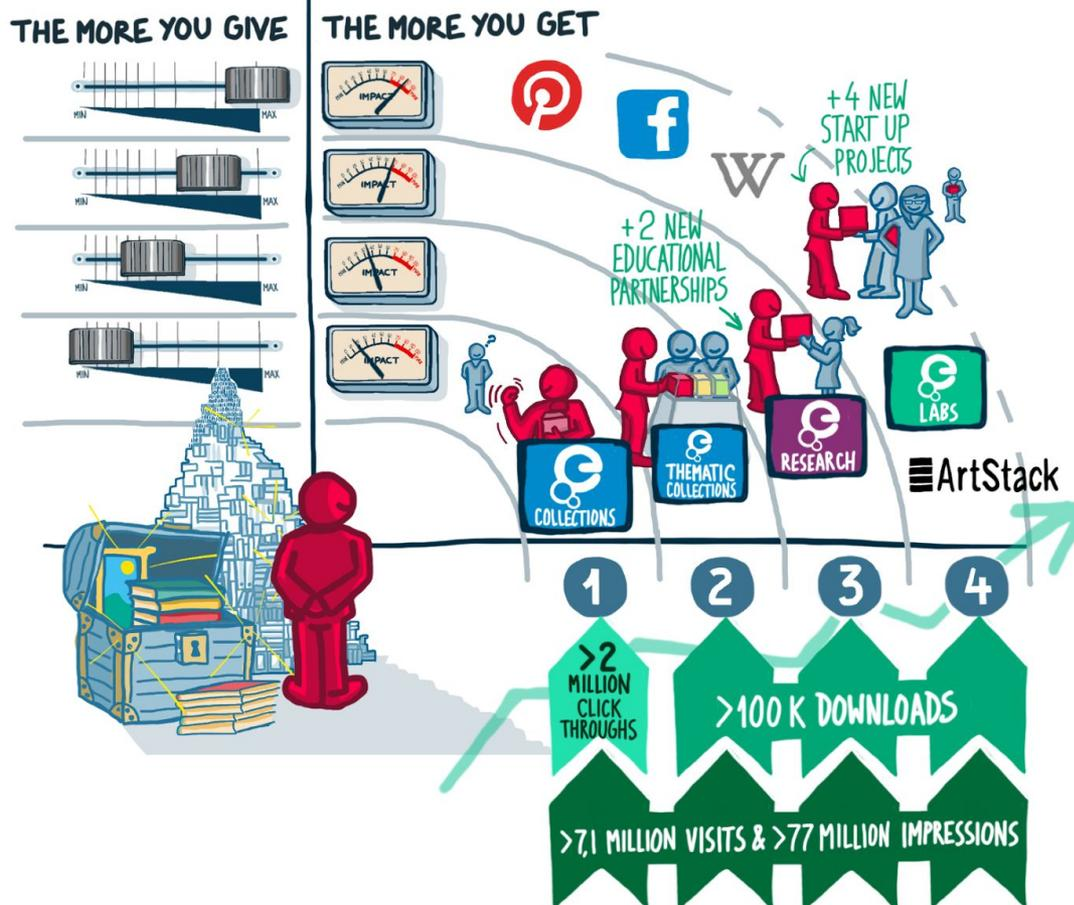 THE MORE YOU GIVE
THE MORE YOU GET
MIN
MAX
IMPACT
MIN
MAX
IMPACT
MIN
MAX
IMPACT
MIN
MAX
IMPACT
W
+4 NEW
START UP
PROJECTS
+2 NEW
EDUCATIONAL
PARTNERSHIPS
?
COLLECTIONS
THEMATIC
COLLECTIONS
RESEARCH
LABS
ArtStack
1
2
3
4
>2
MILLION
CLICK
THROUGHS
>100 K DOWNLOADS
>7,1 MILLION VISITS & >77 MILLION IMPRESSIONS